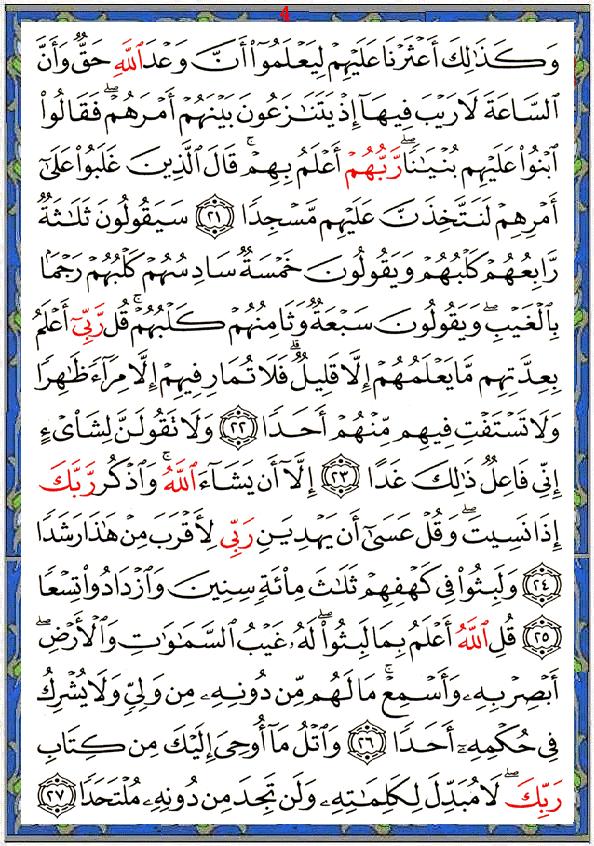 4
وَكَذَٰلِكَ أَعْثَرْنَا عَلَيْهِمْ لِيَعْلَمُوٓا۟ أَنَّ وَعْدَ ٱللَّهِ حَقٌّ وَأَنَّ
ٱلسَّاعَةَ لَا رَيْبَ فِيهَآ إِذْ يَتَنَٰزَعُونَ بَيْنَهُمْ أَمْرَهُمْ ۖ فَقَالُوا۟
ٱبْنُوا۟ عَلَيْهِم بُنْيَٰنًا ۖ رَّبُّهُمْ أَعْلَمُ بِهِمْ ۚ قَالَ ٱلَّذِينَ غَلَبُوا۟ عَلَىٰٓ
أَمْرِهِمْ لَنَتَّخِذَنَّ عَلَيْهِم مَّسْجِدًا ٢١ سَيَقُولُونَ ثَلَٰثَةٌ
رَّابِعُهُمْ كَلْبُهُمْ وَيَقُولُونَ خَمْسَةٌ سَادِسُهُمْ كَلْبُهُمْ رَجْمًۢا
بِٱلْغَيْبِ ۖ وَيَقُولُونَ سَبْعَةٌ وَثَامِنُهُمْ كَلْبُهُمْ ۚ قُل رَّبِّىٓ أَعْلَمُ
بِعِدَّتِهِم مَّا يَعْلَمُهُمْ إِلَّا قَلِيلٌ ۗ فَلَا تُمَارِ فِيهِمْ إِلَّا مِرَآءً ظَٰهِرًا
وَلَا تَسْتَفْتِ فِيهِم مِّنْهُمْ أَحَدًا ٢٢ وَلَا تَقُولَنَّ لِشَا۟ىْءٍ
إِنِّى فَاعِلٌ ذَٰلِكَ غَدًا ٢٣ إِلَّآ أَن يَشَآءَ ٱللَّهُ ۚ وَٱذْكُر رَّبَّكَ
إِذَا نَسِيتَ وَقُلْ عَسَىٰٓ أَن يَهْدِيَنِ رَبِّى لِأَقْرَبَ مِنْ هَٰذَا رَشَدًا
٢٤ وَلَبِثُوا۟ فِى كَهْفِهِمْ ثَلَٰثَ مِا۟ئَةٍ سِنِينَ وَٱزْدَادُوا۟ تِسْعًا
٢٥ قُلِ ٱللَّهُ أَعْلَمُ بِمَا لَبِثُوا۟ ۖ لَهُۥ غَيْبُ ٱلسَّمَٰوَٰتِ وَٱلْأَرْضِ ۖ
أَبْصِرْ بِهِۦ وَأَسْمِعْ ۚ مَا لَهُم مِّن دُونِهِۦ مِن وَلِىٍّ وَلَا يُشْرِكُ
فِى حُكْمِهِۦٓ أَحَدًا ٢٦ وَٱتْلُ مَآ أُوحِىَ إِلَيْكَ مِن كِتَابِ
رَبِّكَ ۖ لَا مُبَدِّلَ لِكَلِمَٰتِهِۦ وَلَن تَجِدَ مِن دُونِهِۦ مُلْتَحَدًا ٢٧